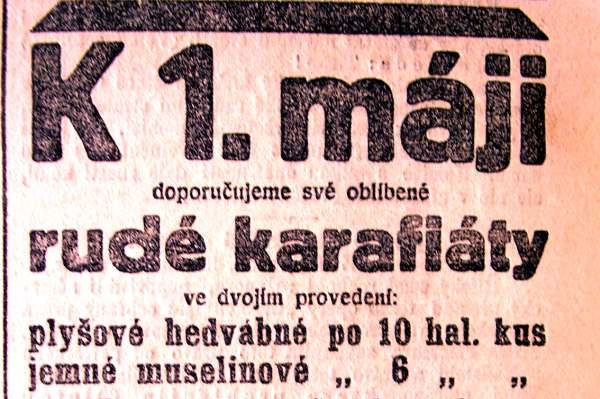 K 1. máji
doporučujeme své oblíbené
rudé karafiáty
ve dvojím provedení:
plyšové hedvábné po 10 hal. kus
jemné muselinové „ 6 „ „